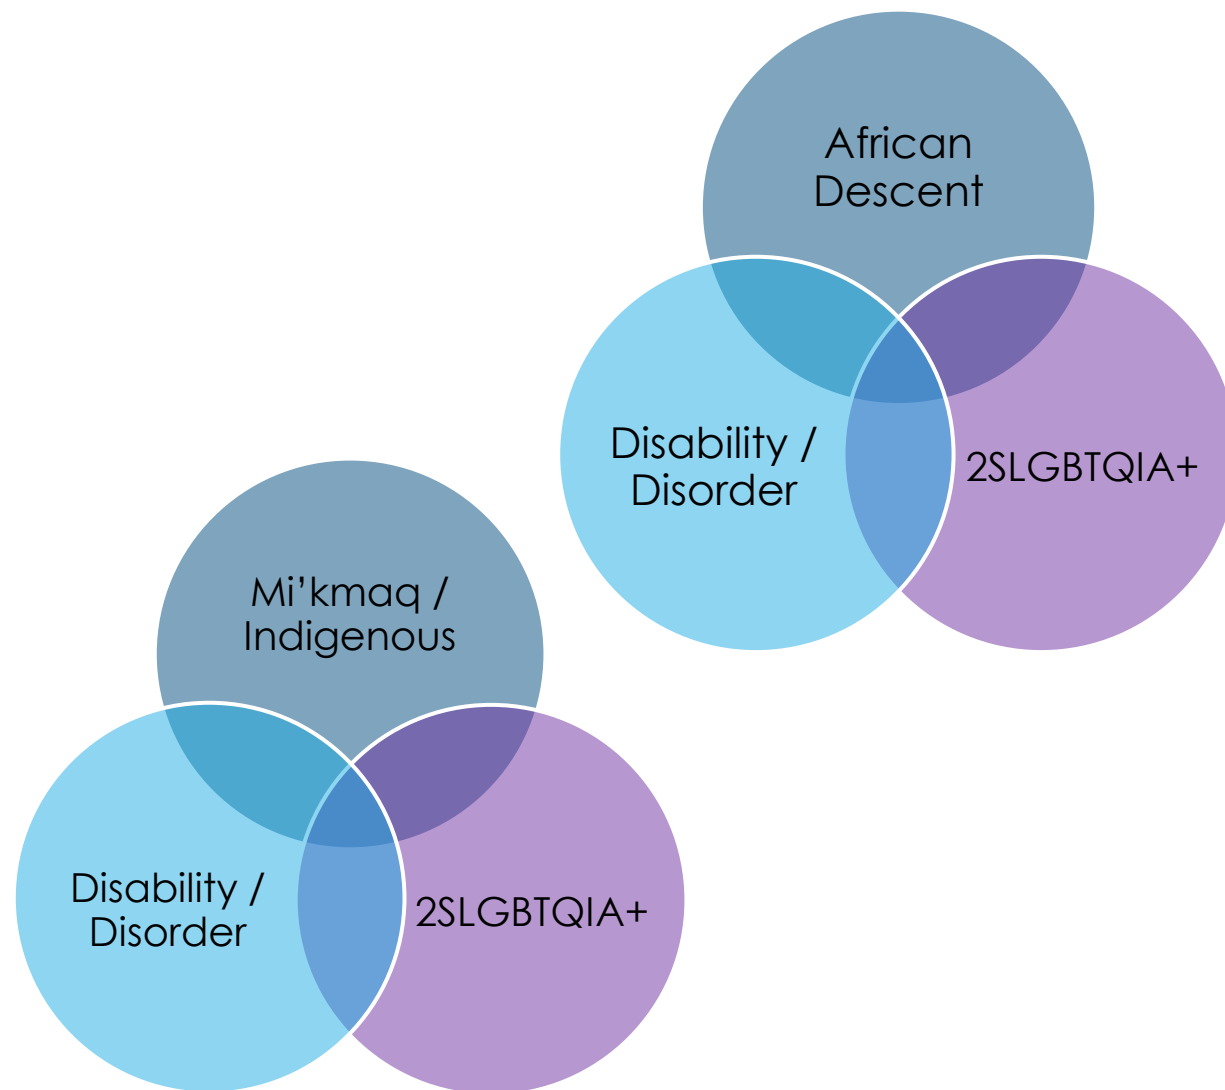 African
Descent
Disability /
Disorder
2SLGBTQIA+
Mi’kmaq /
Indigenous
Disability /
Disorder
2SLGBTQIA+